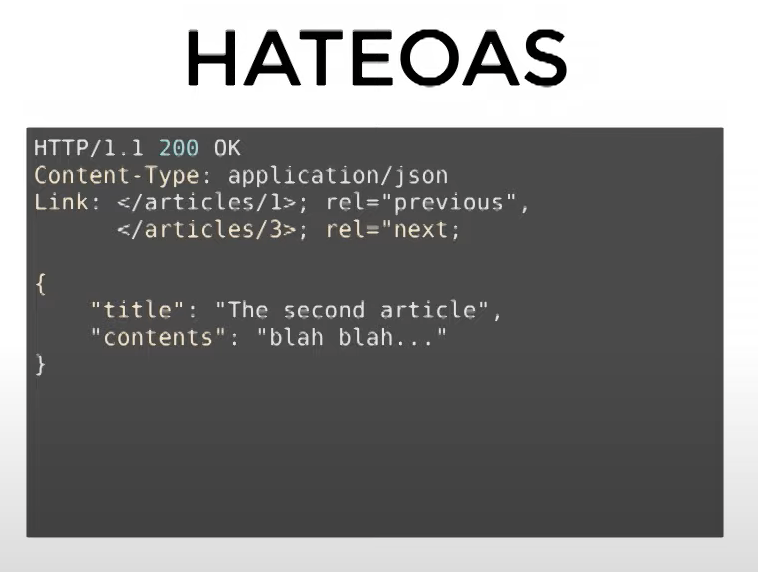 HATEOAS
HTTP/1.1 200 OK
Content-Type: application/json
Link: </articles/1>; rel="previous",
      </articles/3>; rel="next;

{
    "title": "The second article",
    "contents": "blah blah..."
}